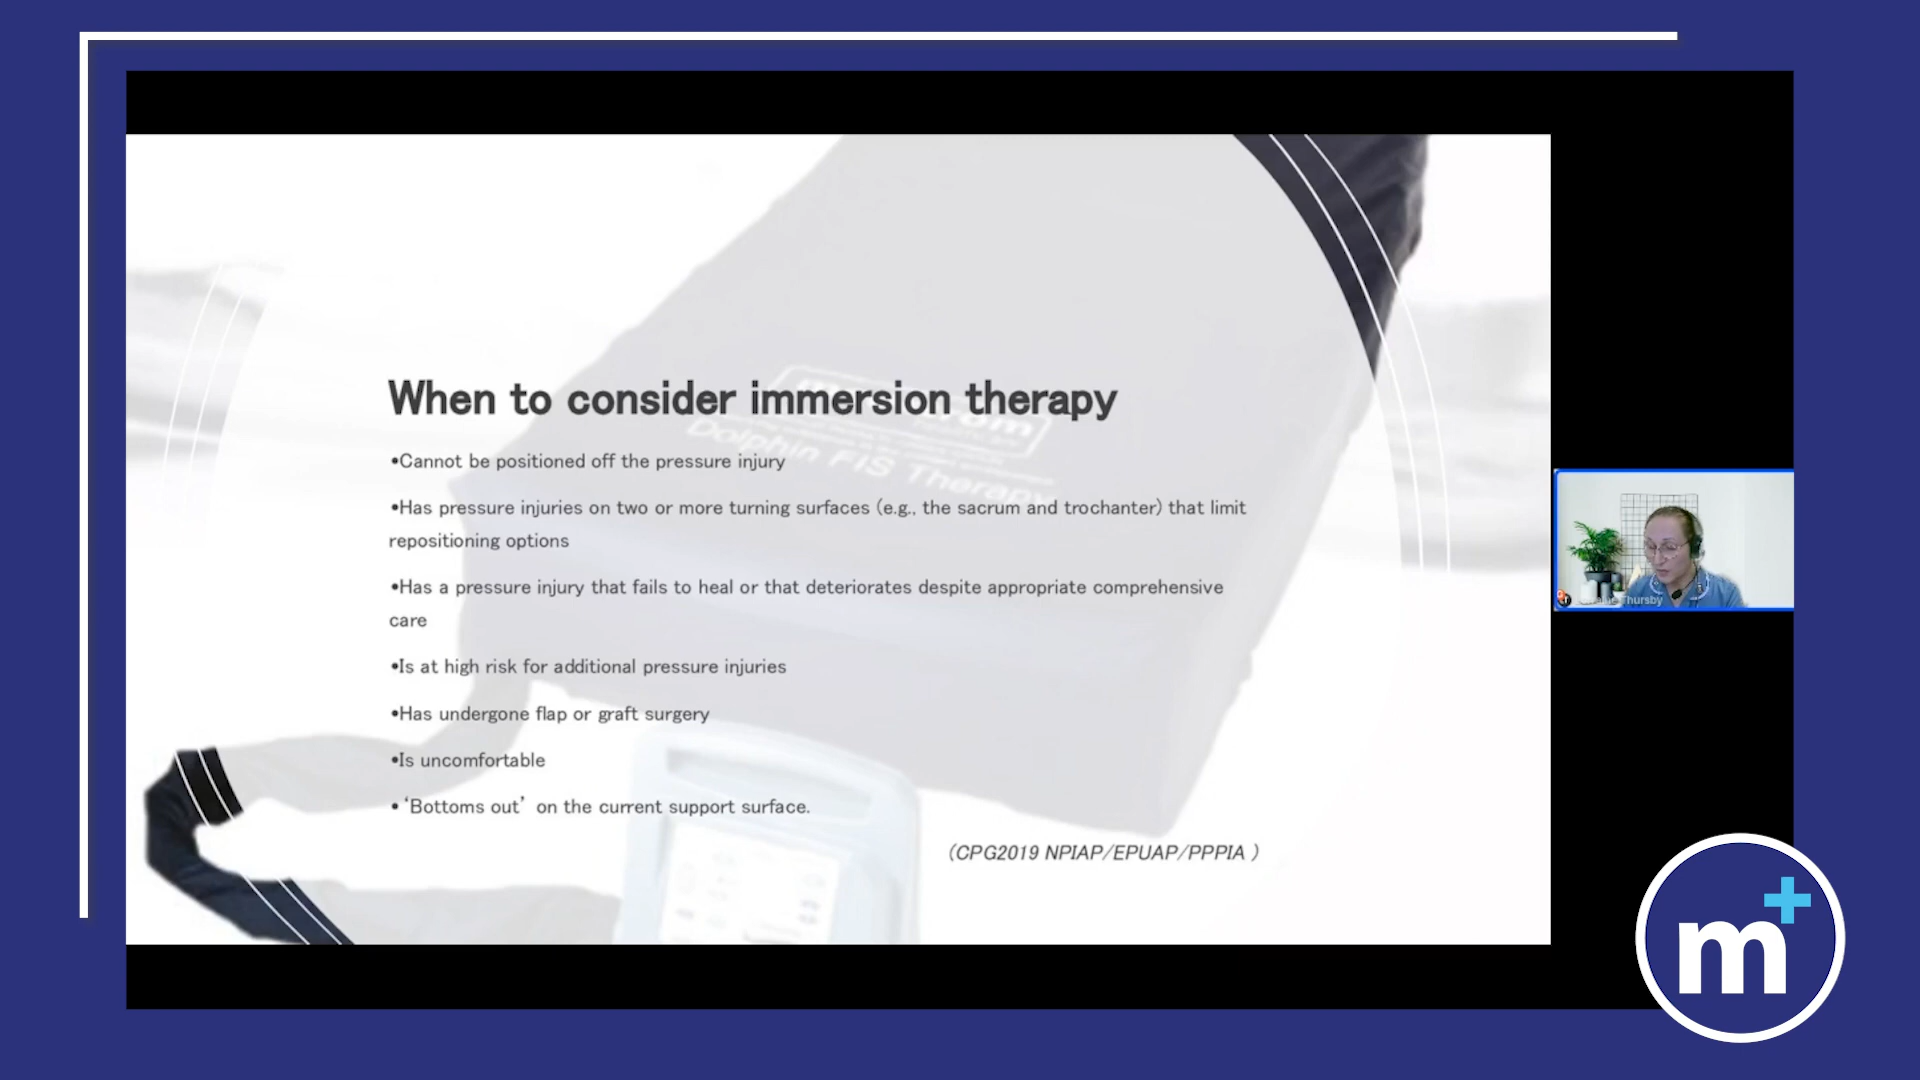 When to consider immersion therapy
•Cannot be positioned off the pressure injury
•Has pressure injuries on two or more turning surfaces (e.g., the sacrum and trochanter) that limit
repositioning options
•Has a pressure injury that fails to heal or that deteriorates despite appropriate comprehensive
care
•Is at high risk for additional pressure injuries
•Has undergone flap or graft surgery
•Is uncomfortable
•‘Bottoms out’ on the current support surface.
(CPG2019 NPIAP/EPUAP/PPPIA )
Dolphin FIS Therapy
Thursby
m+